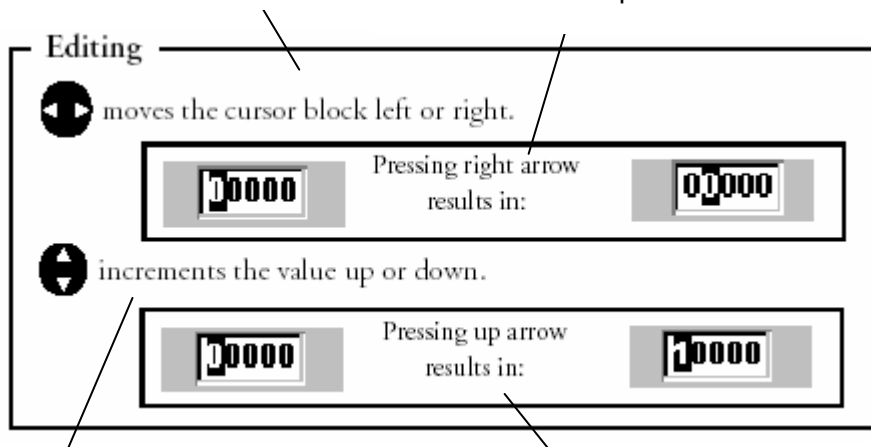 Editing
moves the cursor block left or right.
00000 Pressing right arrow 00000
results in:
increments the value up or down.
00000 Pressing up arrow 10000
results in: